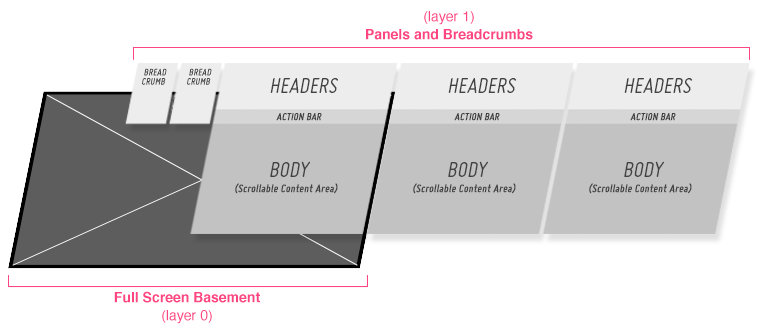 (layer 1)
Panels and Breadcrumbs
BREAD
CRUMB
BREAD
CRUMB
HEADERS
HEADERS
HEADERS
ACTION BAR
ACTION BAR
ACTION BAR
BODY
(Scrollable Content Area)
BODY
(Scrollable Content Area)
BODY
(Scrollable Content Area)
Full Screen Basement
(layer 0)